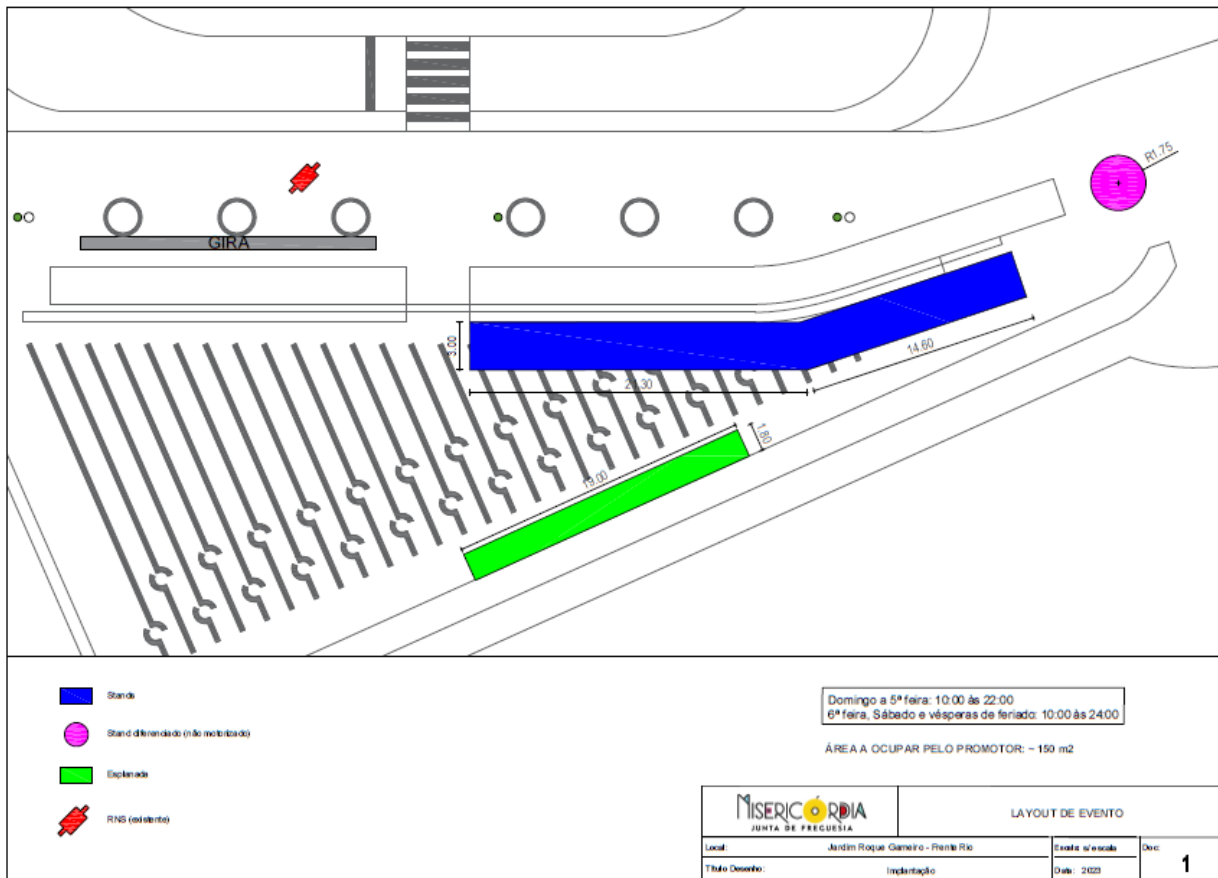 R1.75
GIRA
3.00
14.60
21.30
1.80
19.00
Stands
Stand diferenciado (não motorizado)
Esplanada
RNS (existente)
Domingo a 5ª feira: 10:00 às 22:00
6ª feira, Sábado e vésperas de feriado: 10:00 às 24:00
ÁREA A OCUPAR PELO PROMOTOR: ~ 150 m2
MISERICÓRDIA
JUNTA DE FREGUESIA
LAYOUT DE EVENTO
Local: Jardim Roque Gameiro - Frente Rio
Escala: s/ escala
Doc:
Título Desenho: Implantação
Data: 2023
1